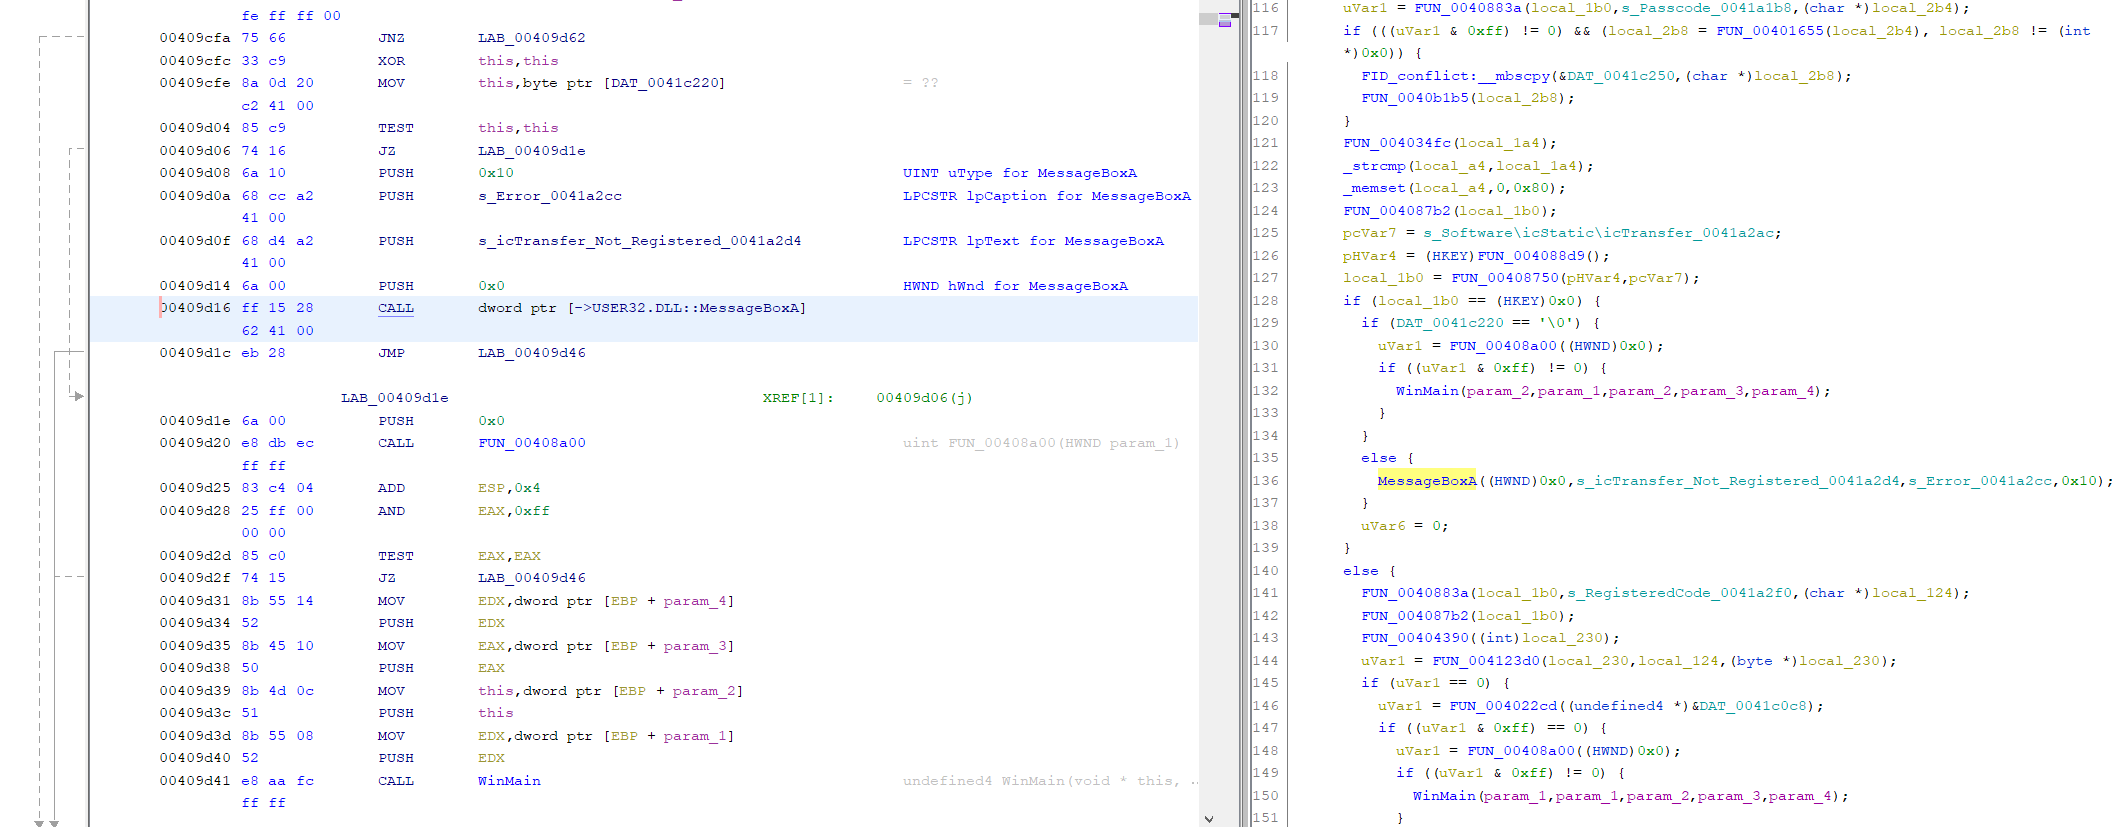 fe ff ff 00
00409cfa 75 66 JNZ LAB_00409d62
00409cfc 33 c9 XOR this,this
00409cfe 8a 0d 20 MOV this,byte ptr [DAT_0041c220] = ??
c2 41 00
00409d04 85 c9 TEST this,this
00409d06 74 16 JZ LAB_00409d1e
00409d08 6a 10 PUSH 0x10 UINT uType for MessageBoxA
00409d0a 68 cc a2 PUSH s_Error_0041a2cc LPCSTR lpCaption for MessageBoxA
41 00
00409d0f 68 d4 a2 PUSH s_icTransfer_Not_Registered_0041a2d4 LPCSTR lpText for MessageBoxA
41 00
00409d14 6a 00 PUSH 0x0 HWND hWnd for MessageBoxA
00409d16 ff 15 28 CALL dword ptr [->USER32.DLL::MessageBoxA]
62 41 00
00409d1c eb 28 JMP LAB_00409d46
LAB_00409d1e XREF[1]: 00409d06(j)
00409d1e 6a 00 PUSH 0x0
00409d20 e8 db ec CALL FUN_00408a00 uint FUN_00408a00(HWND param_1)
ff ff
00409d25 83 c4 04 ADD ESP,0x4
00409d28 25 ff 00 AND EAX,0xff
00 00
00409d2d 85 c0 TEST EAX,EAX
00409d2f 74 15 JZ LAB_00409d46
00409d31 8b 55 14 MOV EDX,dword ptr [EBP + param_4]
00409d34 52 PUSH EDX
00409d35 8b 45 10 MOV EAX,dword ptr [EBP + param_3]
00409d38 50 PUSH EAX
00409d39 8b 4d 0c MOV this,dword ptr [EBP + param_2]
00409d3c 51 PUSH this
00409d3d 8b 55 08 MOV EDX,dword ptr [EBP + param_1]
00409d40 52 PUSH EDX
00409d41 e8 aa fc CALL WinMain undefined4 WinMain(void * this, ..
ff ff
116 uVar1 = FUN_0040883a(local_1b0,s_Passcode_0041a1b8,(char *)local_2b4);
117 if (((uVar1 & 0xff) != 0) && (local_2b8 = FUN_00401655(local_2b4), local_2b8 != (int
*)0x0)) {
118 FID_conflict:__mbscpy(&DAT_0041c250,(char *)local_2b8);
119 FUN_0040b1b5(local_2b8);
120 }
121 FUN_004034fc(local_1a4);
122 _strcmp(local_a4,local_1a4);
123 _memset(local_a4,0,0x80);
124 FUN_004087b2(local_1b0);
125 pcVar7 = s_Software\icStatic\icTransfer_0041a2ac;
126 pHVar4 = (HKEY)FUN_004088d9();
127 local_1b0 = FUN_00408750(pHVar4,pcVar7);
128 if (local_1b0 == (HKEY)0x0) {
129 if (DAT_0041c220 == '\0') {
130 uVar1 = FUN_00408a00((HWND)0x0);
131 if ((uVar1 & 0xff) != 0) {
132 WinMain(param_2,param_1,param_2,param_3,param_4);
133 }
134 }
135 else {
136 MessageBoxA((HWND)0x0,s_icTransfer_Not_Registered_0041a2d4,s_Error_0041a2cc,0x10);
137 }
138 uVar6 = 0;
139 }
140 else {
141 FUN_0040883a(local_1b0,s_RegisteredCode_0041a2f0,(char *)local_124);
142 FUN_004087b2(local_1b0);
143 FUN_00404390((int)local_230);
144 uVar1 = FUN_004123d0(local_230,local_124,(byte *)local_230);
145 if (uVar1 == 0) {
146 uVar1 = FUN_004022cd((undefined4 *)&DAT_0041c0c8);
147 if ((uVar1 & 0xff) == 0) {
148 uVar1 = FUN_00408a00((HWND)0x0);
149 if ((uVar1 & 0xff) != 0) {
150 WinMain(param_1,param_1,param_2,param_3,param_4);
151 }